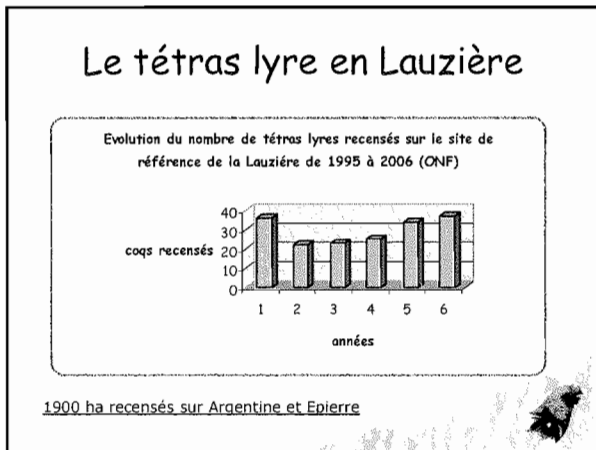 Le tétras lyre en Lauzière
Evolution du nombre de tétras lyres recensés sur le site de
référence de la Lauziére de 1995 à 2006 (ONF)
40
30
20
10
0
coqs recensés
1 2 3 4 5 6
années
1900 ha recensés sur Argentine et Epierre